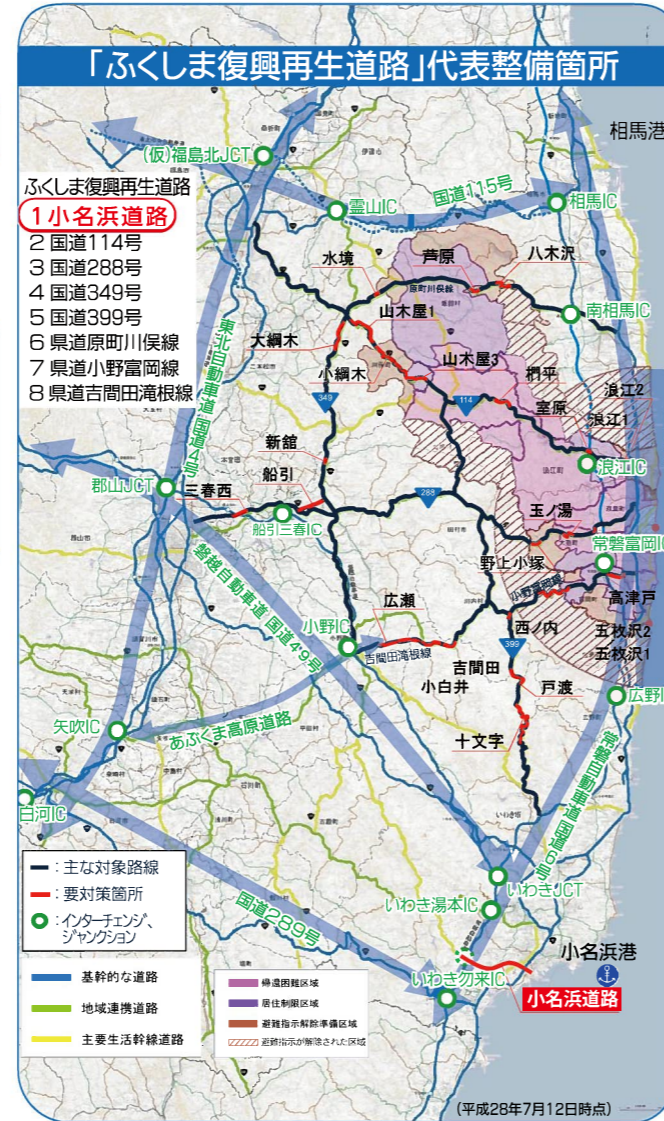 「ふくしま復興再生道路」代表整備箇所
相馬港
(仮)福島北JCT
ふくしま復興再生道路
1 小名浜道路
2 国道114号
3 国道288号
4 国道349号
5 国道399号
6 県道原町川俣線
7 県道小野富岡線
8 県道吉間田滝根線
霊山IC
国道115号
相馬IC
水境
芦原
八木沢
原町川俣線
山木屋1
南相馬IC
大綱木
東北自動車道 国道4号
小綱木
山木屋3
椚平
浪江2
349
114
室原
浪江1
新舘
浪江IC
郡山JCT
三春西
船引
288
玉ノ湯
船引三春IC
常磐富岡IC
野上小塚
小野富岡線
高津戸
磐越自動車道 国道49号
広瀬
小野IC
西ノ内
五枚沢2
吉間田滝根線
399
五枚沢1
吉間田
小白井
戸渡
広野I
矢吹IC
あぶくま高原道路
十文字
常磐自動車道 国道6号
白河IC
:主な対象路線
:要対策箇所
:インターチェンジ、
ジャンクション
国道289号
いわきJCT
いわき湯本IC
小名浜港
いわき勿来IC
小名浜道路
基幹的な道路
地域連携道路
主要生活幹線道路
帰還困難区域
居住制限区域
避難指示解除準備区域
避難指示が解除された区域
(平成28年7月12日時点)